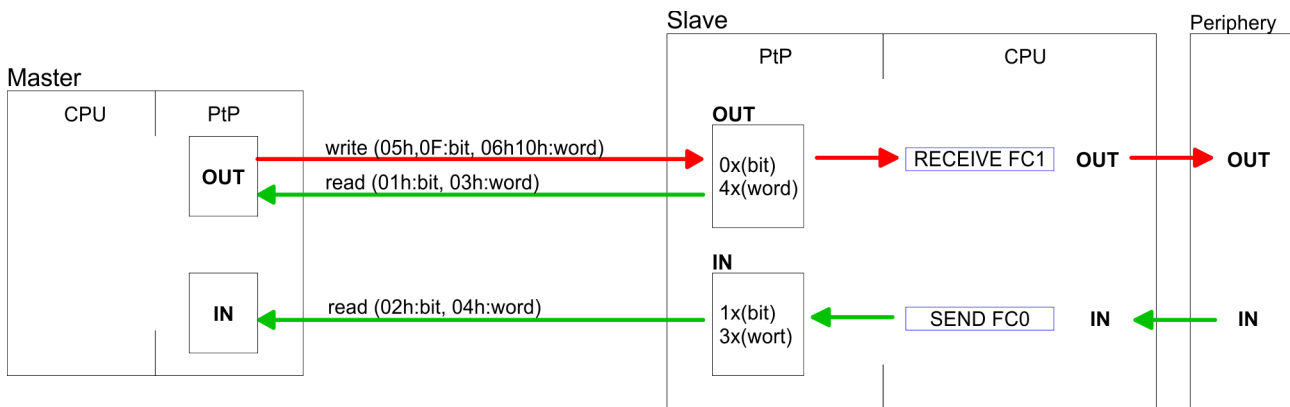 Slave
Periphery
PtP
CPU
Master
CPU
PtP
OUT
write (05h,0F:bit, 06h10h:word)
OUT
read (01h:bit, 03h:word)
0x(bit)
4x(word)
RECEIVE FC1
OUT
OUT
IN
IN
read (02h:bit, 04h:word)
1x(bit)
3x(wort)
SEND FC0
IN
IN